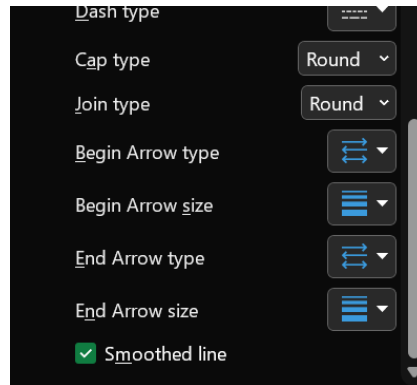 Dash type
Cap type Round
Join type Round
Begin Arrow type
Begin Arrow size
End Arrow type
End Arrow size
Smoothed line